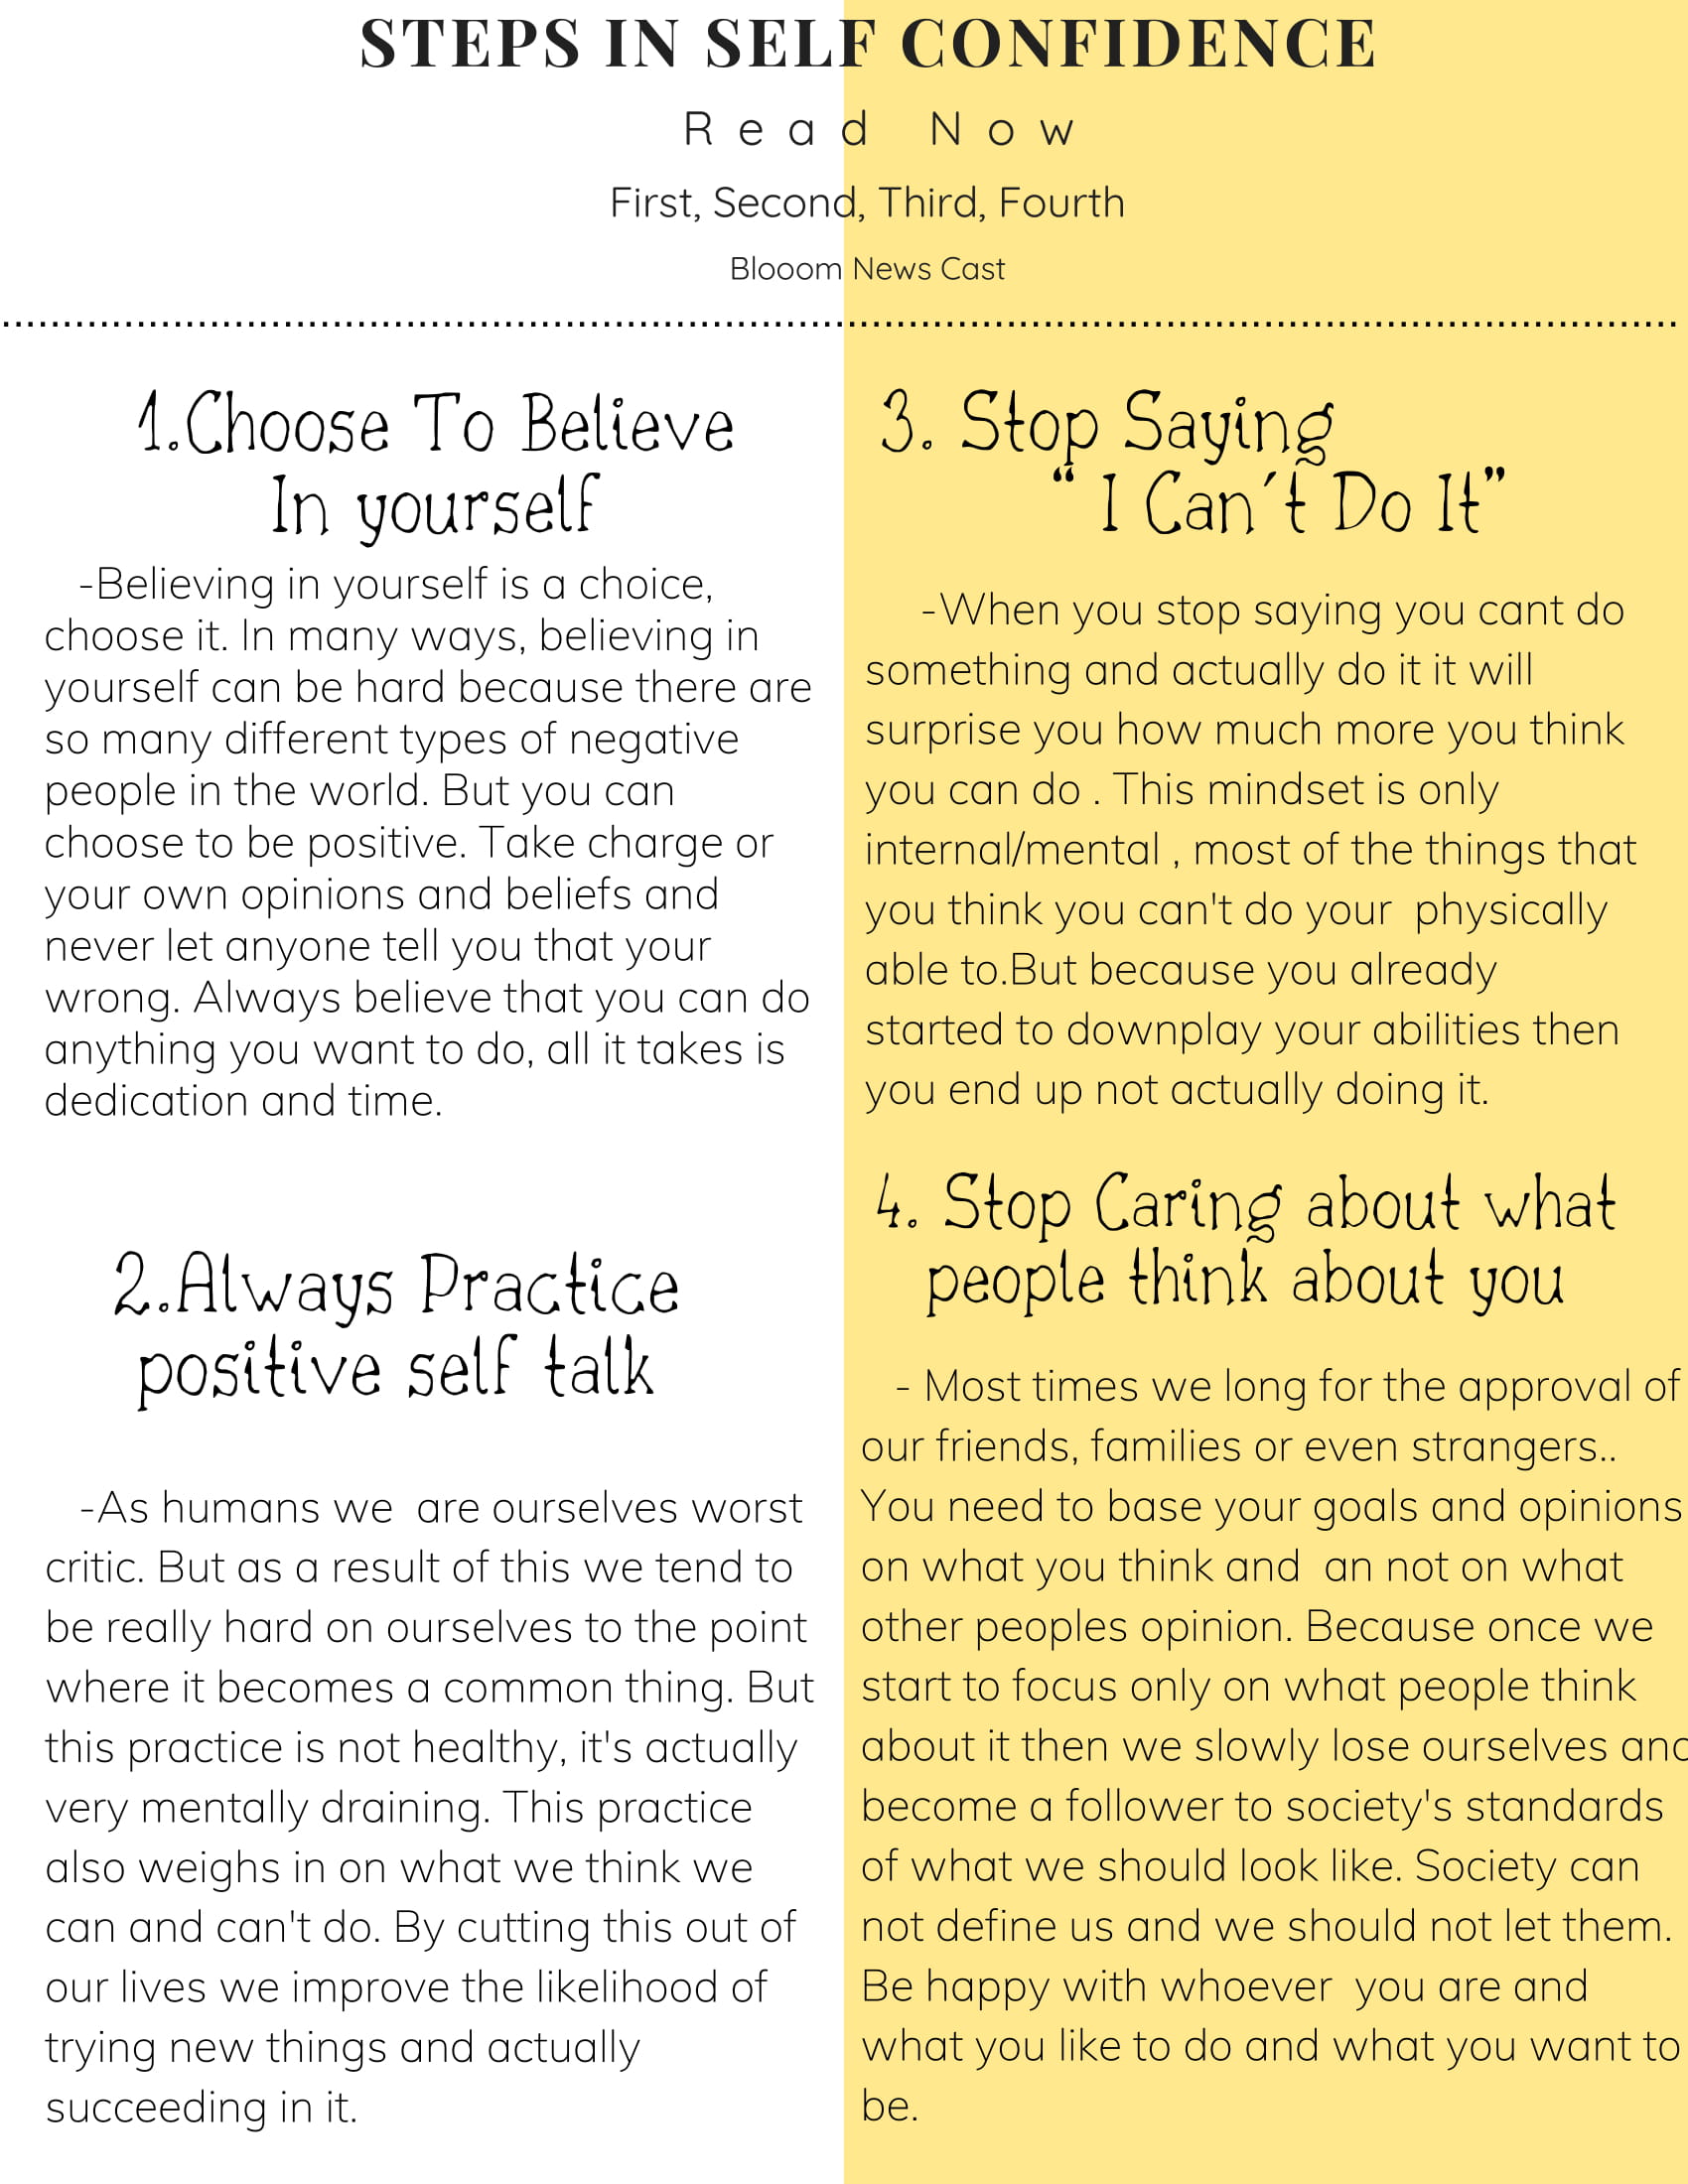 STEPS IN SELF CONFIDENCE
Read Now
First, Second, Third, Fourth
Blooom News Cast
1.Choose To Believe
In yourself
-Believing in yourself is a choice,
choose it. In many ways, believing in
yourself can be hard because there are
so many different types of negative
people in the world. But you can
choose to be positive. Take charge or
your own opinions and beliefs and
never let anyone tell you that your
wrong. Always believe that you can do
anything you want to do, all it takes is
dedication and time.
2.Always Practice
positive self talk
-As humans we  are ourselves worst
critic. But as a result of this we tend to
be really hard on ourselves to the point
where it becomes a common thing. But
this practice is not healthy, it's actually
very mentally draining. This practice
also weighs in on what we think we
can and can't do. By cutting this out of
our lives we improve the likelihood of
trying new things and actually
succeeding in it.
3. Stop Saying
“ I Can´t Do It”
-When you stop saying you cant do
something and actually do it it will
surprise you how much more you think
you can do . This mindset is only
internal/mental , most of the things that
you think you can't do your  physically
able to.But because you already
started to downplay your abilities then
you end up not actually doing it.
4. Stop Caring about what
people think about you
- Most times we long for the approval of
our friends, families or even strangers..
You need to base your goals and opinions
on what you think and  an not on what
other peoples opinion. Because once we
start to focus only on what people think
about it then we slowly lose ourselves and
become a follower to society's standards
of what we should look like. Society can
not define us and we should not let them.
Be happy with whoever  you are and
what you like to do and what you want to
be.